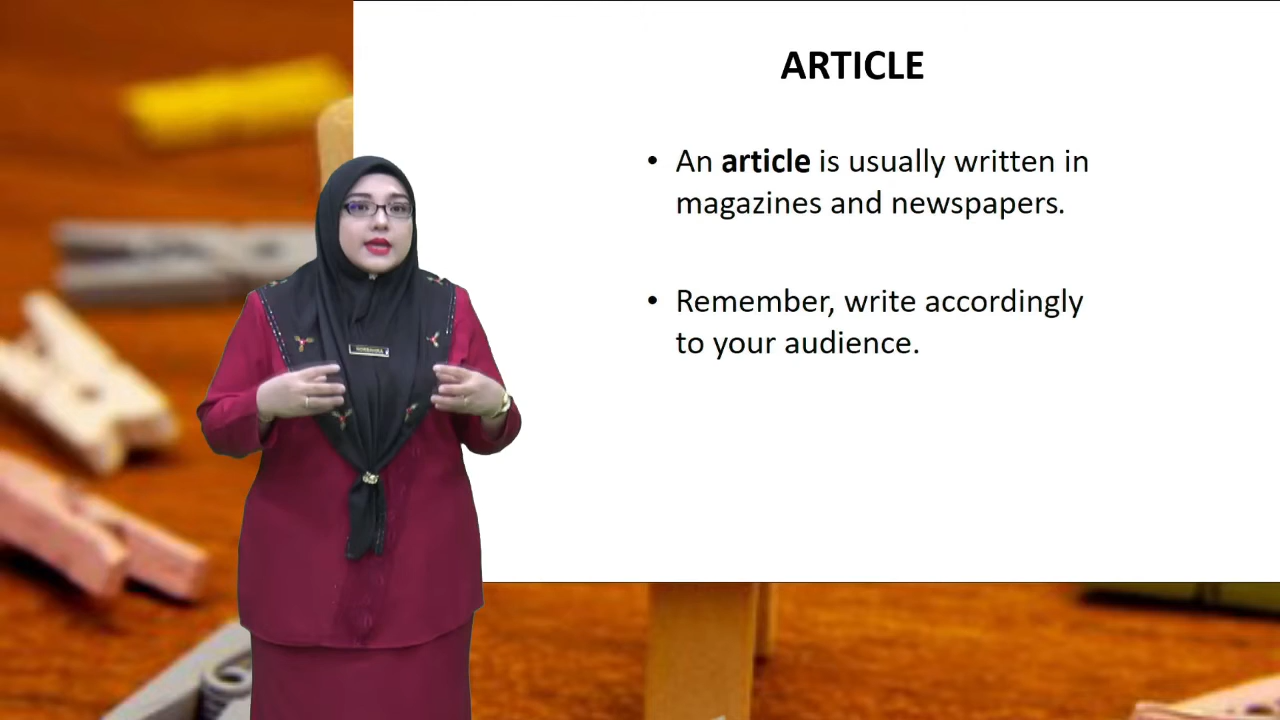 ARTICLE
• An article is usually written in
magazines and newspapers.
• Remember, write accordingly
to your audience.